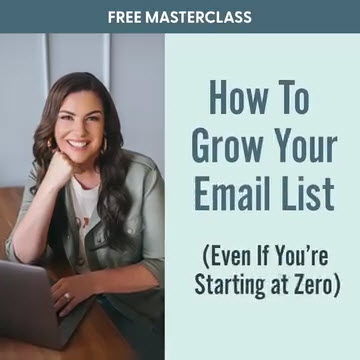 FREE MASTERCLASS
How To
Grow Your
Email List
(Even If You're
Starting at Zero)